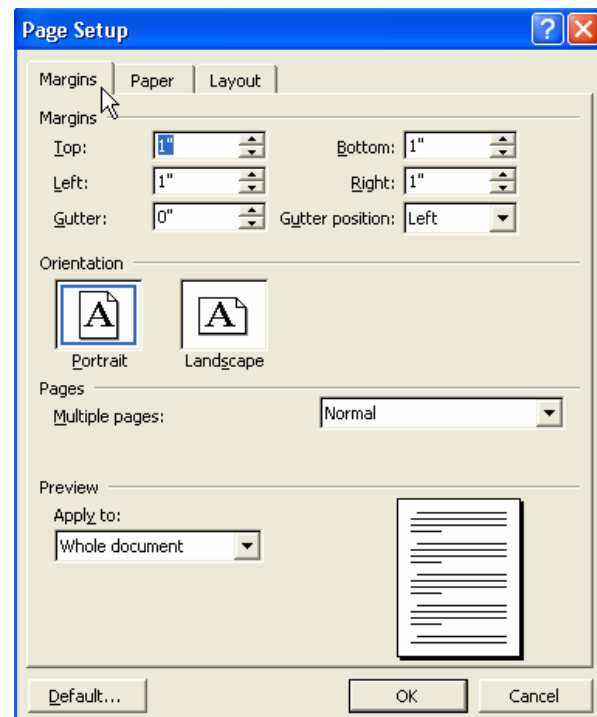 Page Setup
Margins Paper Layout
Margins
Top: 1" Bottom: 1"
Left: 1" Right: 1"
Gutter: 0" Gutter position: Left
Orientation
A A
Portrait Landscape
Pages
Multiple pages: Normal
Preview
Apply to:
Whole document
Default... OK Cancel